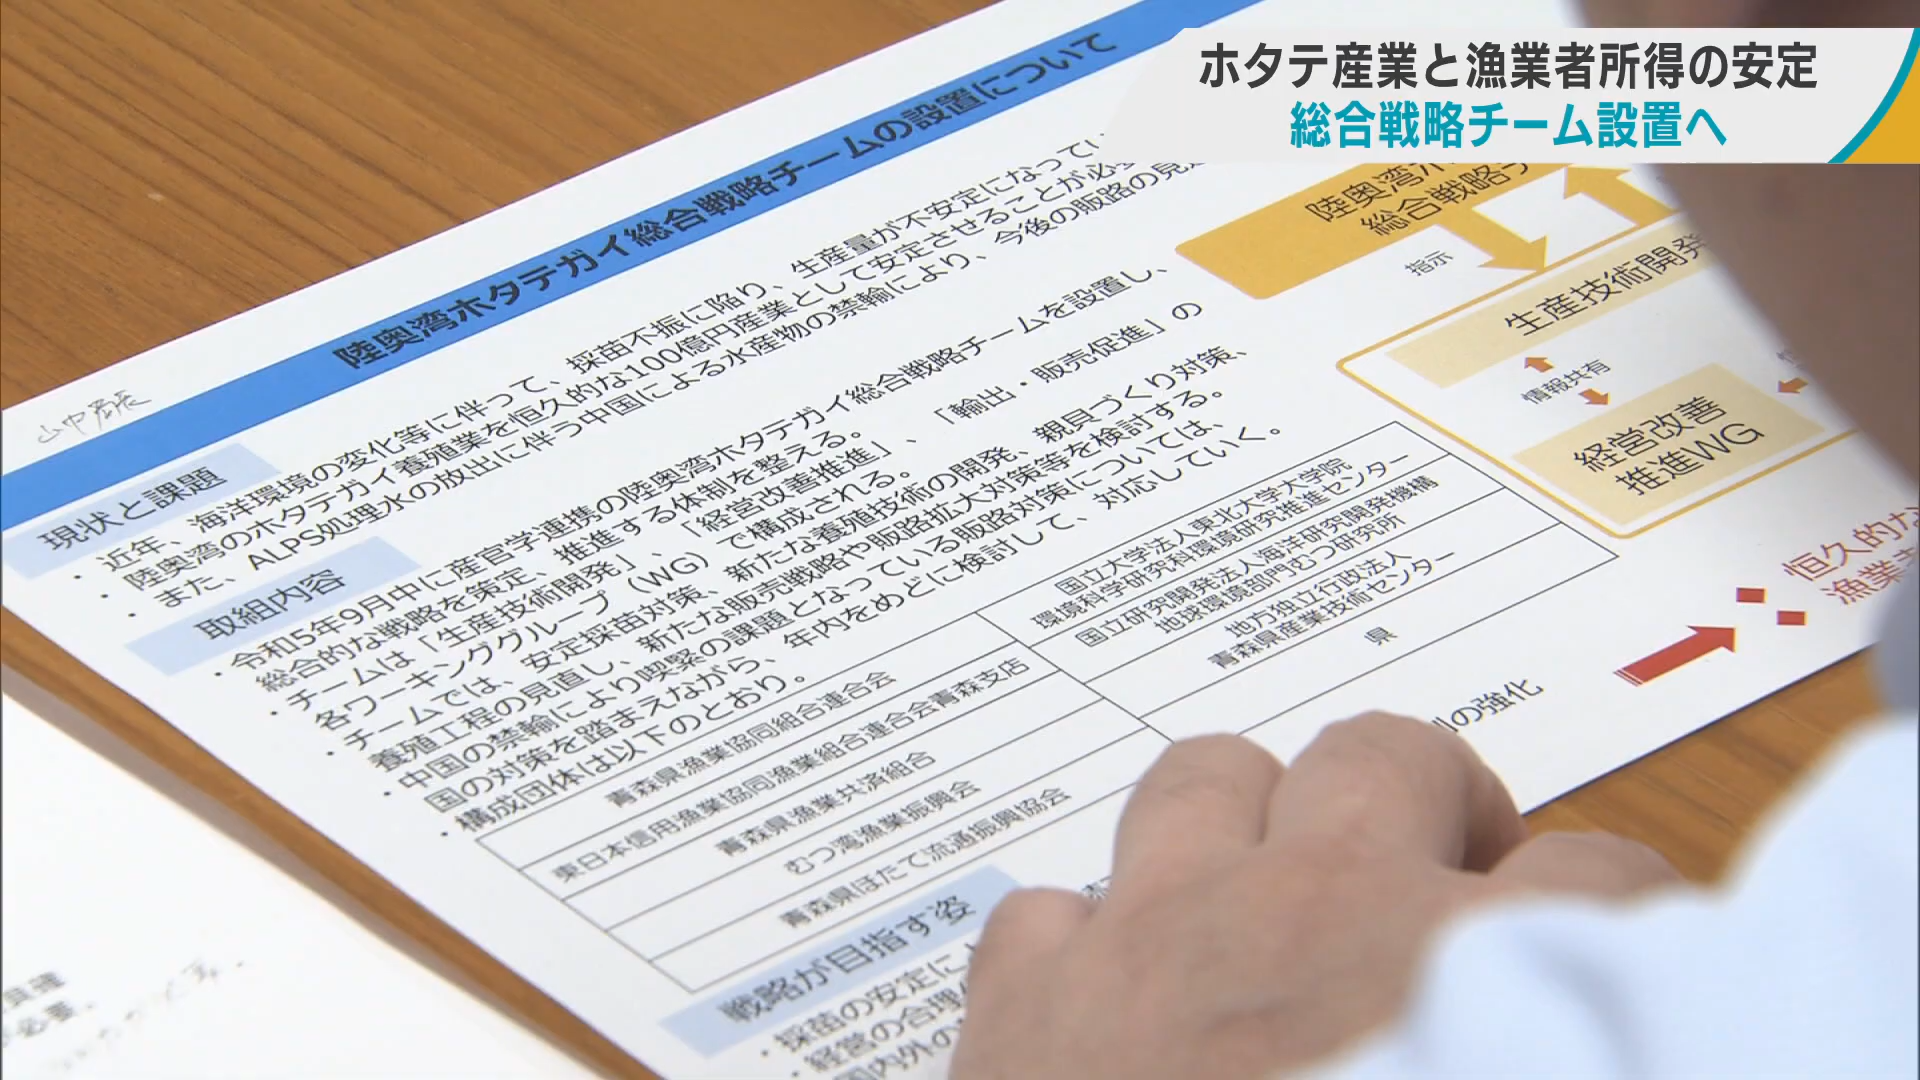 ホタテ産業と漁業者所得の安定
総合戦略チーム設置へ
陸奥湾ホタテガイ総合戦略チームの設置について
現状と課題
・近年、海洋環境の変化等に伴って、採苗不振に陥り、生産量が不安定になってい
・陸奥湾のホタテガイ養殖業を恒久的な100億円産業として安定させることが必
・また、ALPS処理水の放出に伴う中国による水産物の禁輸により、今後の販路の見
取組内容
・令和5年9月中に産官学連携の陸奥湾ホタテガイ総合戦略チームを設置し、
総合的な戦略を策定、推進する体制を整える。
・チームは「生産技術開発」、「経営改善推進」、「輸出・販売促進」の
各ワーキンググループ（WG）で構成される。
・チームでは、安定採苗対策、新たな養殖技術の開発、親貝づくり対策、
養殖工程の見直し、新たな販売戦略や販路拡大対策等を検討する。
・中国の禁輸により喫緊の課題となっている販路対策については、
国の対策を踏まえながら、年内をめどに検討して、対応していく。
・構成団体は以下のとおり。
青森県漁業協同組合連合会
東日本信用漁業協同漁業組合連合会青森支店
青森県漁業共済組合
むつ湾漁業振興会
青森県ほたて流通振興協会
国立大学法人東北大学大学院
環境科学研究科環境研究推進センター
国立研究開発法人海洋研究開発機構
地球環境部門むつ研究所
地方独立行政法人
青森県産業技術センター
県
戦略が目指す姿
・採苗の安定に
・経営の合理
国内外の
の強化
陸奥湾ホ
総合戦略
指示
生産技術開発
情報共有
経営改善
推進WG
恒久的な
漁業
必要。